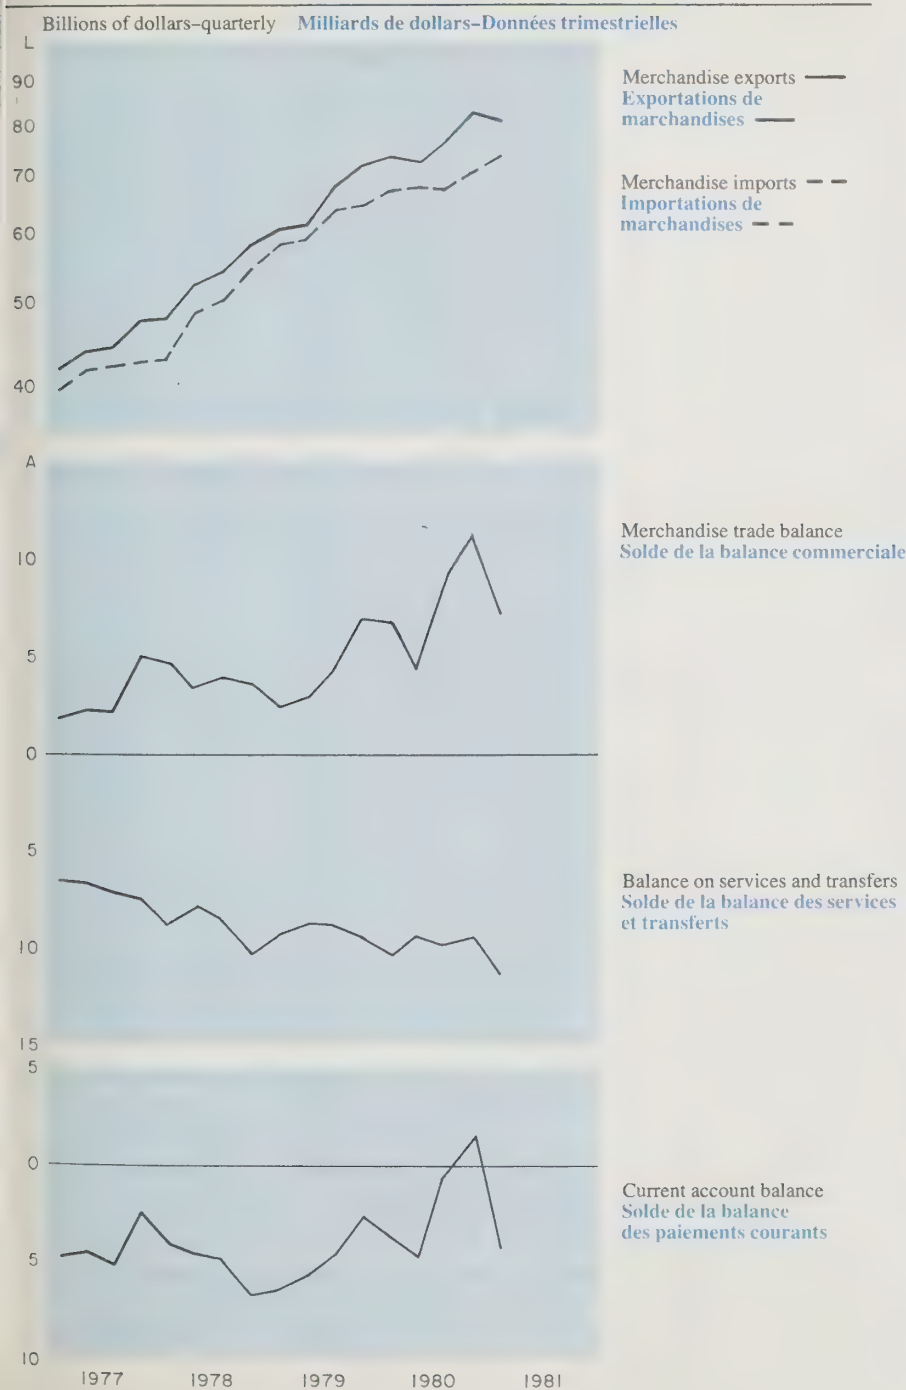 Billions of dollars–quarterly Milliards de dollars–Données trimestrielles
L
90
80
70
60
50
40
Merchandise exports
Exportations de
marchandises
Merchandise imports
Importations de
marchandises
A
10
5
0
5
10
15
Merchandise trade balance
Solde de la balance commerciale
Balance on services and transfers
Solde de la balance des services
et transferts
5
0
5
10
Current account balance
Solde de la balance
des paiements courants
1977 1978 1979 1980 1981